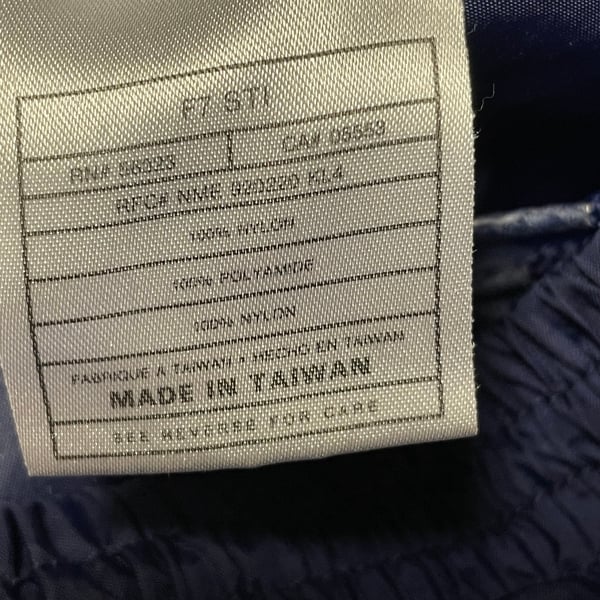 F7 STI
RN# 56323 CA# 05553
RFC# NME 920220 KL4
100% NYLON
100% POLYAMIDE
100% NYLON
FABRIQUE A TAIWAN • HECHO EN TAIWAN
MADE IN TAIWAN
SEE REVERSE FOR CARE